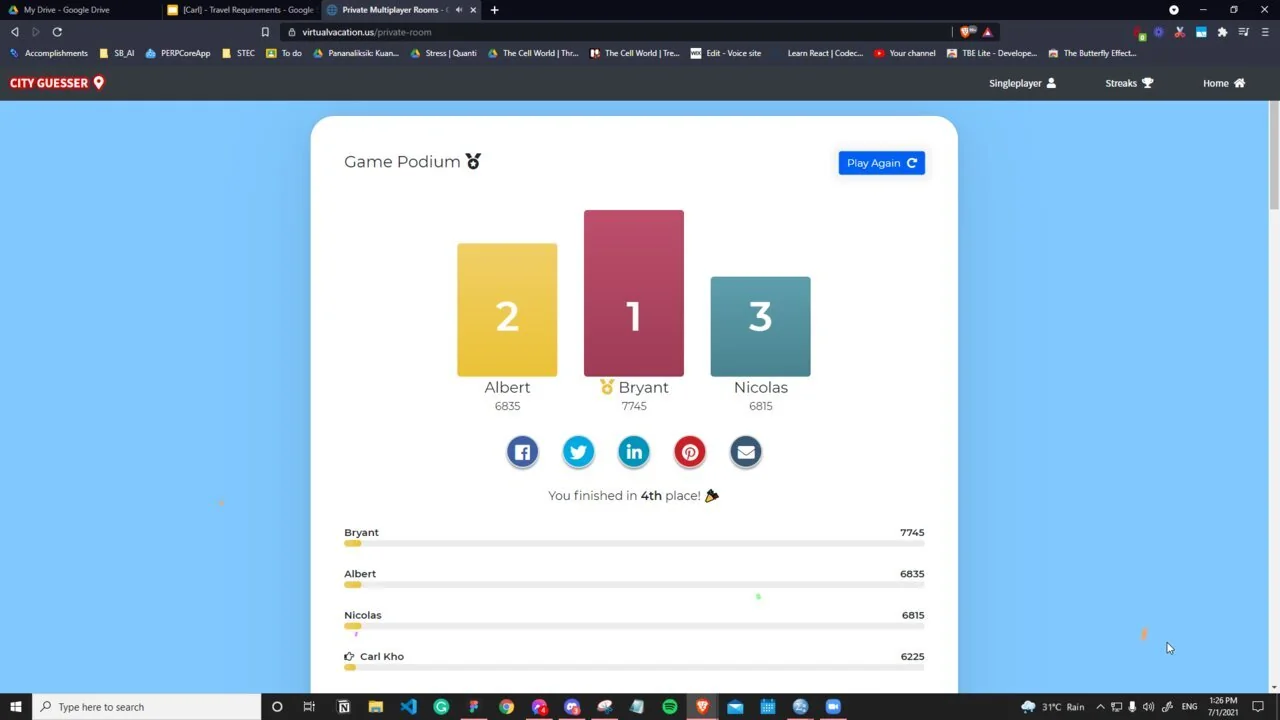 My Drive - Google Drive
[Carl] - Travel Requirements - Google
Private Multiplayer Rooms -
virtualvacation.us/private-room
Accomplishments
SB_AI
PERPCoreApp
STEC
To do
Pananaliksik: Kuan...
Stress | Quanti
The Cell World | Thr...
The Cell World | Tre...
WIX
Edit - Voice site
Learn React | Codec...
Your channel
TBE Lite - Develope...
The Butterfly Effect...
CITY GUESSER
Singleplayer
Streaks
Home
Game Podium
Play Again
2
1
3
Albert
Bryant
Nicolas
6835
7745
6815
You finished in 4th place!
Bryant
7745
Albert
6835
Nicolas
6815
Carl Kho
6225
Type here to search
31°C Rain
ENG
1:26 PM
7/1/2021